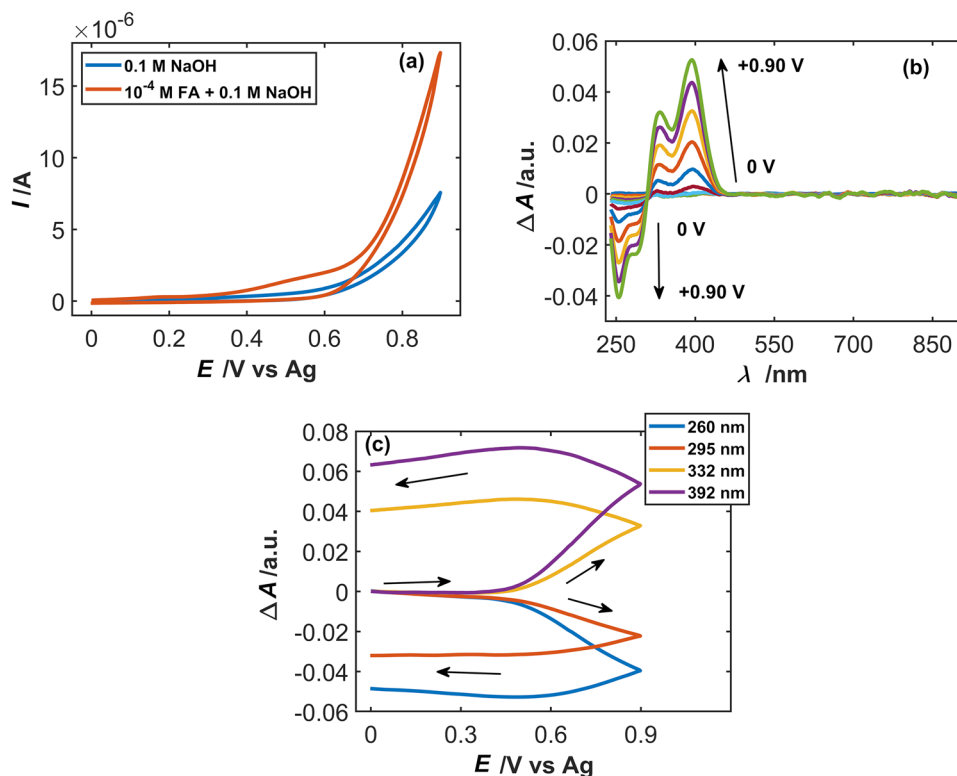 ×10⁻⁶
(a)
0.1 M NaOH
10⁻⁴ M FA + 0.1 M NaOH
15
10
5
0
I /A
0 0.2 0.4 0.6 0.8
E /V vs Ag
(b)
0.06
0.04
0.02
0
-0.02
-0.04
Δ A /a.u.
+0.90 V
0 V
0 V
+0.90 V
250 400 550 700 850
λ /nm
(c)
260 nm
295 nm
332 nm
392 nm
0.08
0.06
0.04
0.02
0
-0.02
-0.04
-0.06
Δ A /a.u.
0 0.3 0.6 0.9
E /V vs Ag